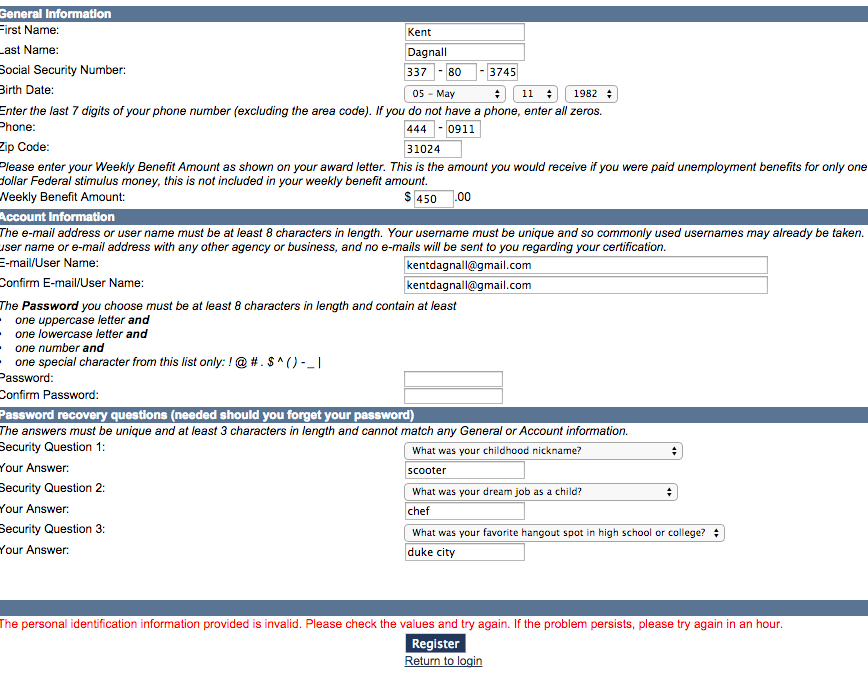 General Information
First Name: Kent
Last Name: Dagnall
Social Security Number: 337 - 80 - 3745
Birth Date: 05 - May 11 1982
Enter the last 7 digits of your phone number (excluding the area code). If you do not have a phone, enter all zeros.
Phone: 444 - 0911
Zip Code: 31024
Please enter your Weekly Benefit Amount as shown on your award letter. This is the amount you would receive if you were paid unemployment benefits for only one
dollar Federal stimulus money, this is not included in your weekly benefit amount.
Weekly Benefit Amount: $ 450 .00
Account Information
The e-mail address or user name must be at least 8 characters in length. Your username must be unique and so commonly used usernames may already be taken.
user name or e-mail address with any other agency or business, and no e-mails will be sent to you regarding your certification.
E-mail/User Name: kentdagnall@gmail.com
Confirm E-mail/User Name: kentdagnall@gmail.com
The Password you choose must be at least 8 characters in length and contain at least
• one uppercase letter and
• one lowercase letter and
• one number and
• one special character from this list only: ! @ # . $ ^ ( ) - _ |
Password:
Confirm Password:
Password recovery questions (needed should you forget your password)
The answers must be unique and at least 3 characters in length and cannot match any General or Account information.
Security Question 1: What was your childhood nickname?
Your Answer: scooter
Security Question 2: What was your dream job as a child?
Your Answer: chef
Security Question 3: What was your favorite hangout spot in high school or college?
Your Answer: duke city
The personal identification information provided is invalid. Please check the values and try again. If the problem persists, please try again in an hour.
Register
Return to login